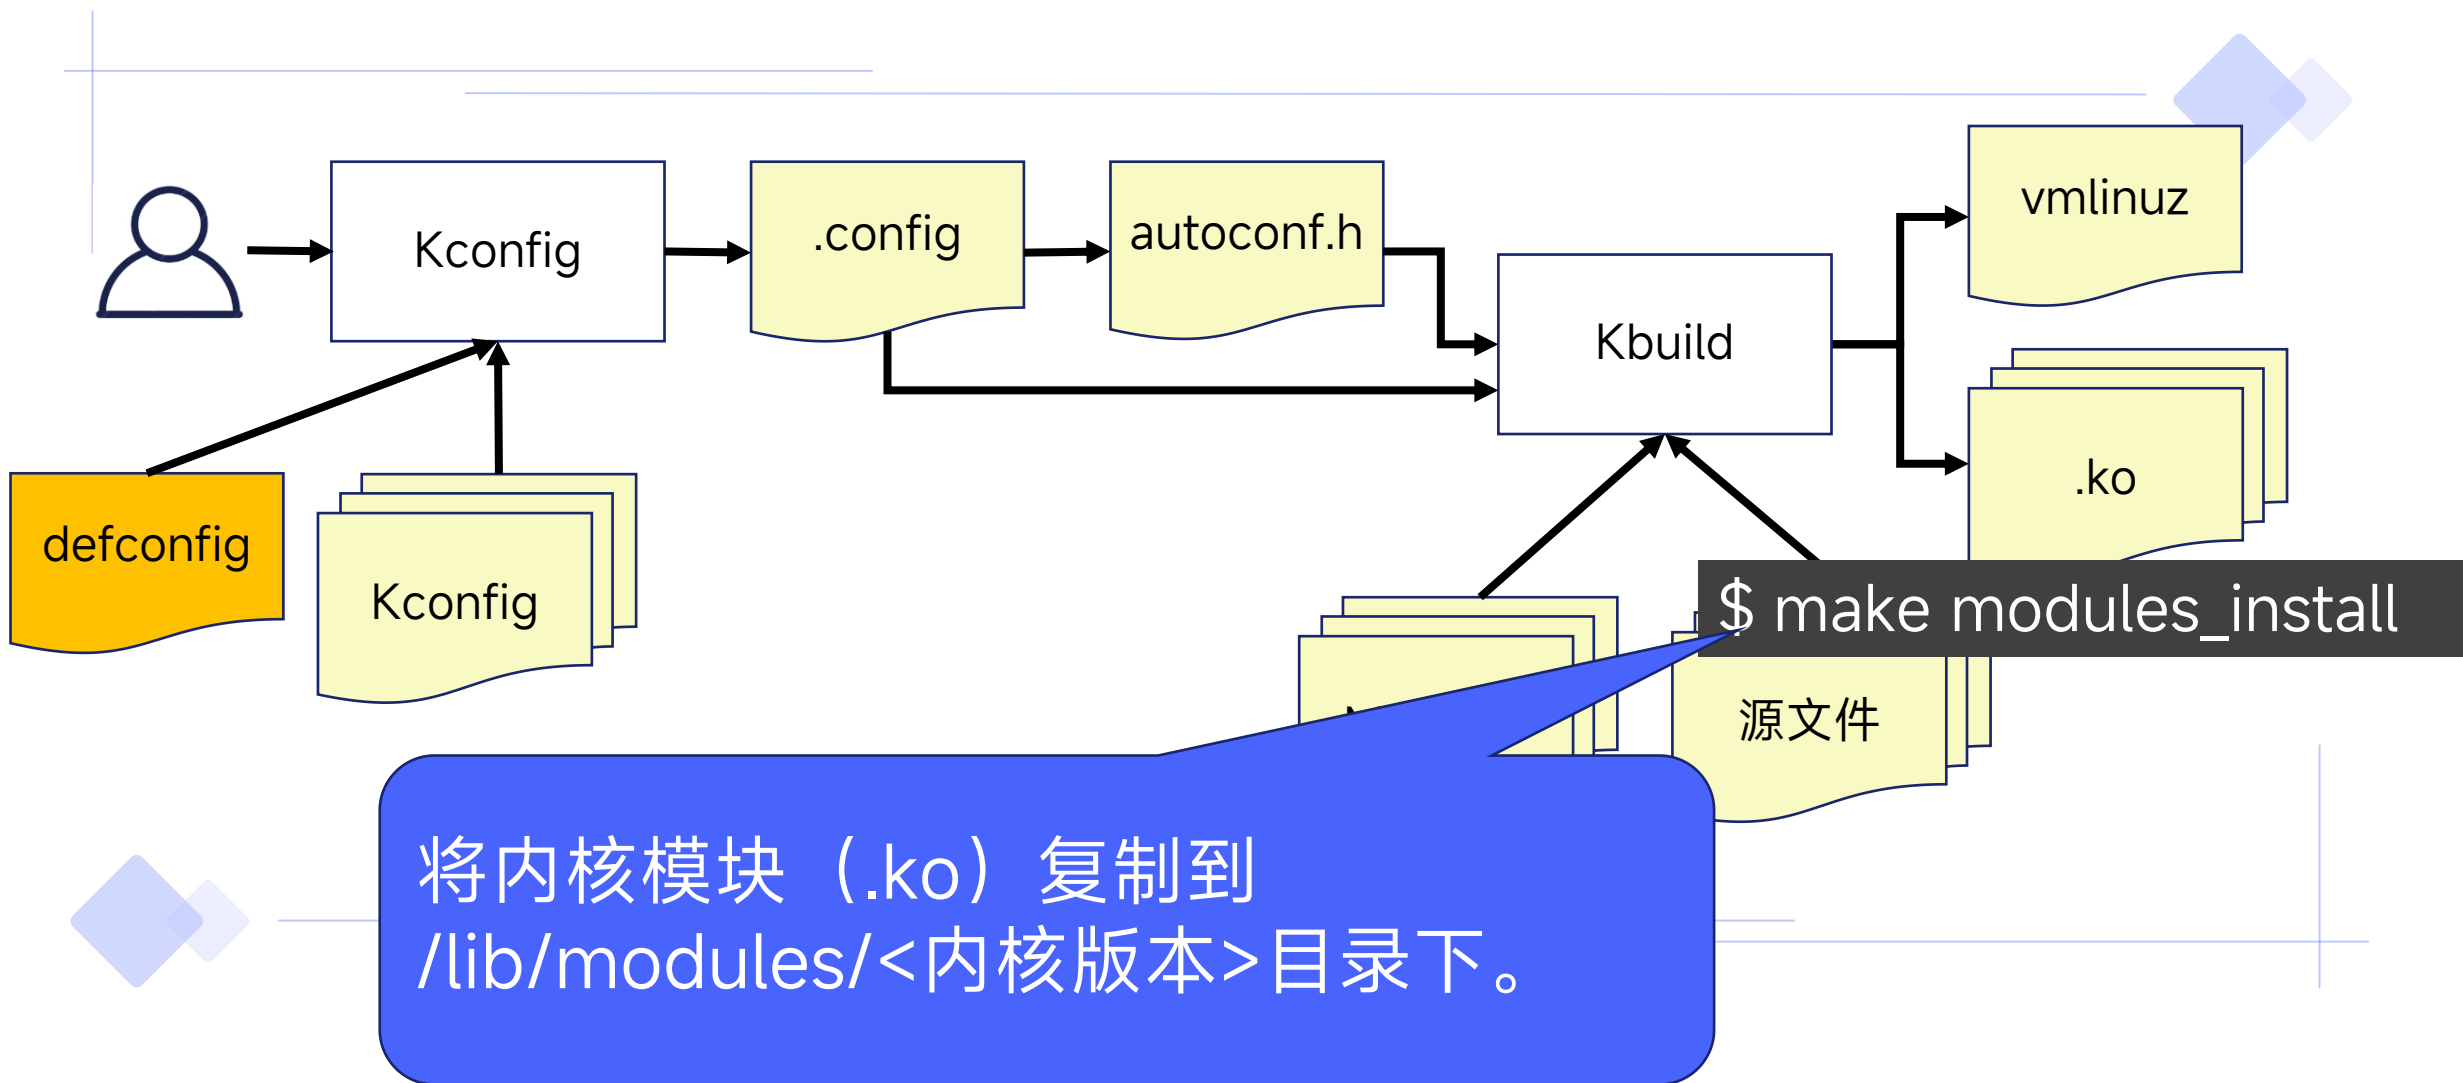 Kconfig
.config
autoconf.h
vmlinuz
Kbuild
.ko
defconfig
Kconfig
$ make modules_install
源文件
将内核模块（.ko）复制到
/lib/modules/<内核版本>目录下。